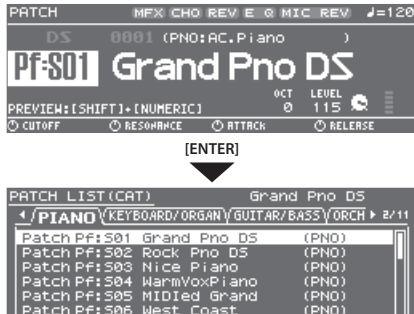 PATCH MFX CHO REV E Q MIC REV ♩=120
DS 0001 (PNO:AC.Piano )
Pf:S01 Grand Pno DS
OCT LEVEL
PREVIEW:[SHIFT]+[NUMERIC] 0 115
CUTOFF RESONANCE ATTACK RELEASE
[ENTER]
PATCH LIST(CAT) Grand Pno DS
PIANO KEYBOARD/ORGAN GUITAR/BASS ORCH 2/11
Patch Pf:S01 Grand Pno DS (PNO)
Patch Pf:S02 Rock Pno DS (PNO)
Patch Pf:S03 Nice Piano (PNO)
Patch Pf:S04 WarmVoxPiano (PNO)
Patch Pf:S05 MIDIed Grand (PNO)
Patch Pf:S06 West Coast (PNO)